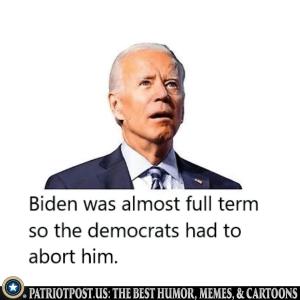 Biden was almost full term
so the democrats had to
abort him.
PATRIOTPOST.US: THE BEST HUMOR, MEMES, & CARTOONS